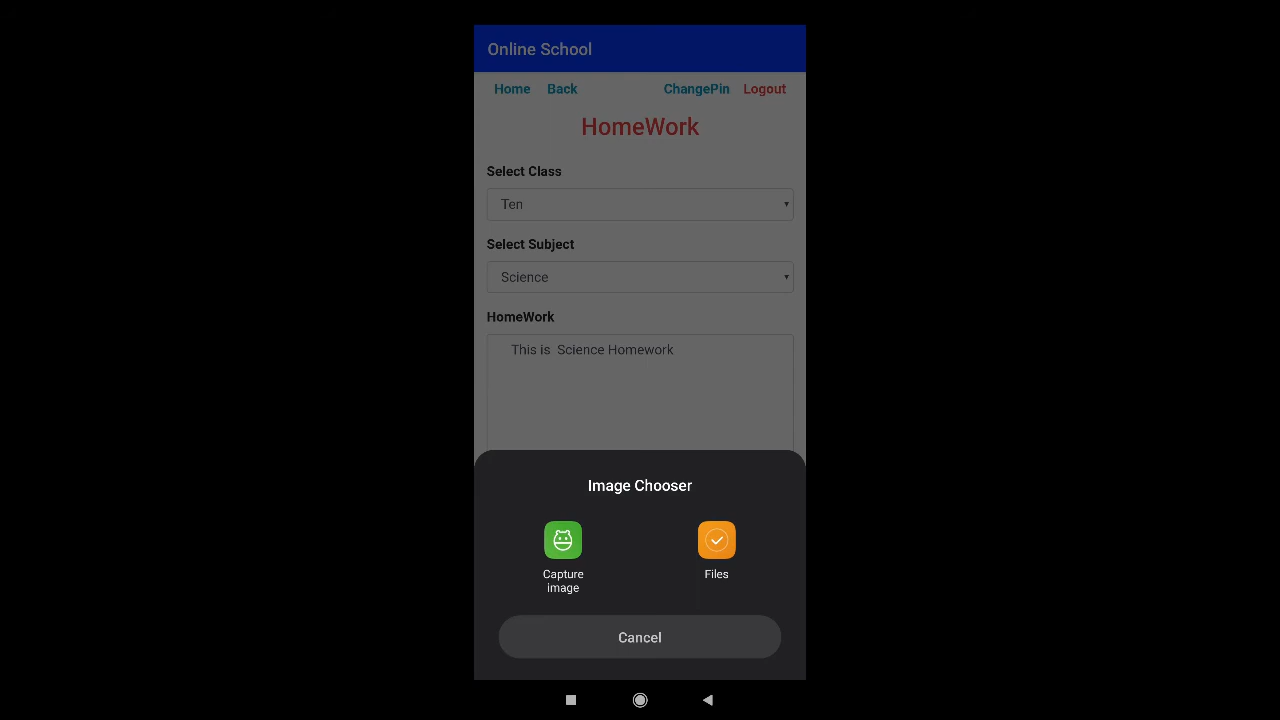 Online School
Home Back ChangePin Logout
HomeWork
Select Class
Ten
Select Subject
Science
HomeWork
This is  Science Homework
Image Chooser
Capture image Files
Cancel